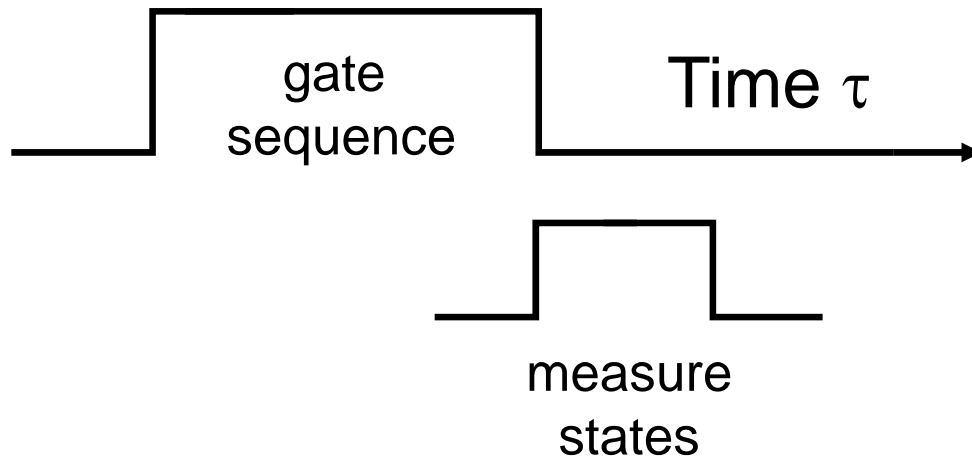 gate
sequence
Time τ
measure
states